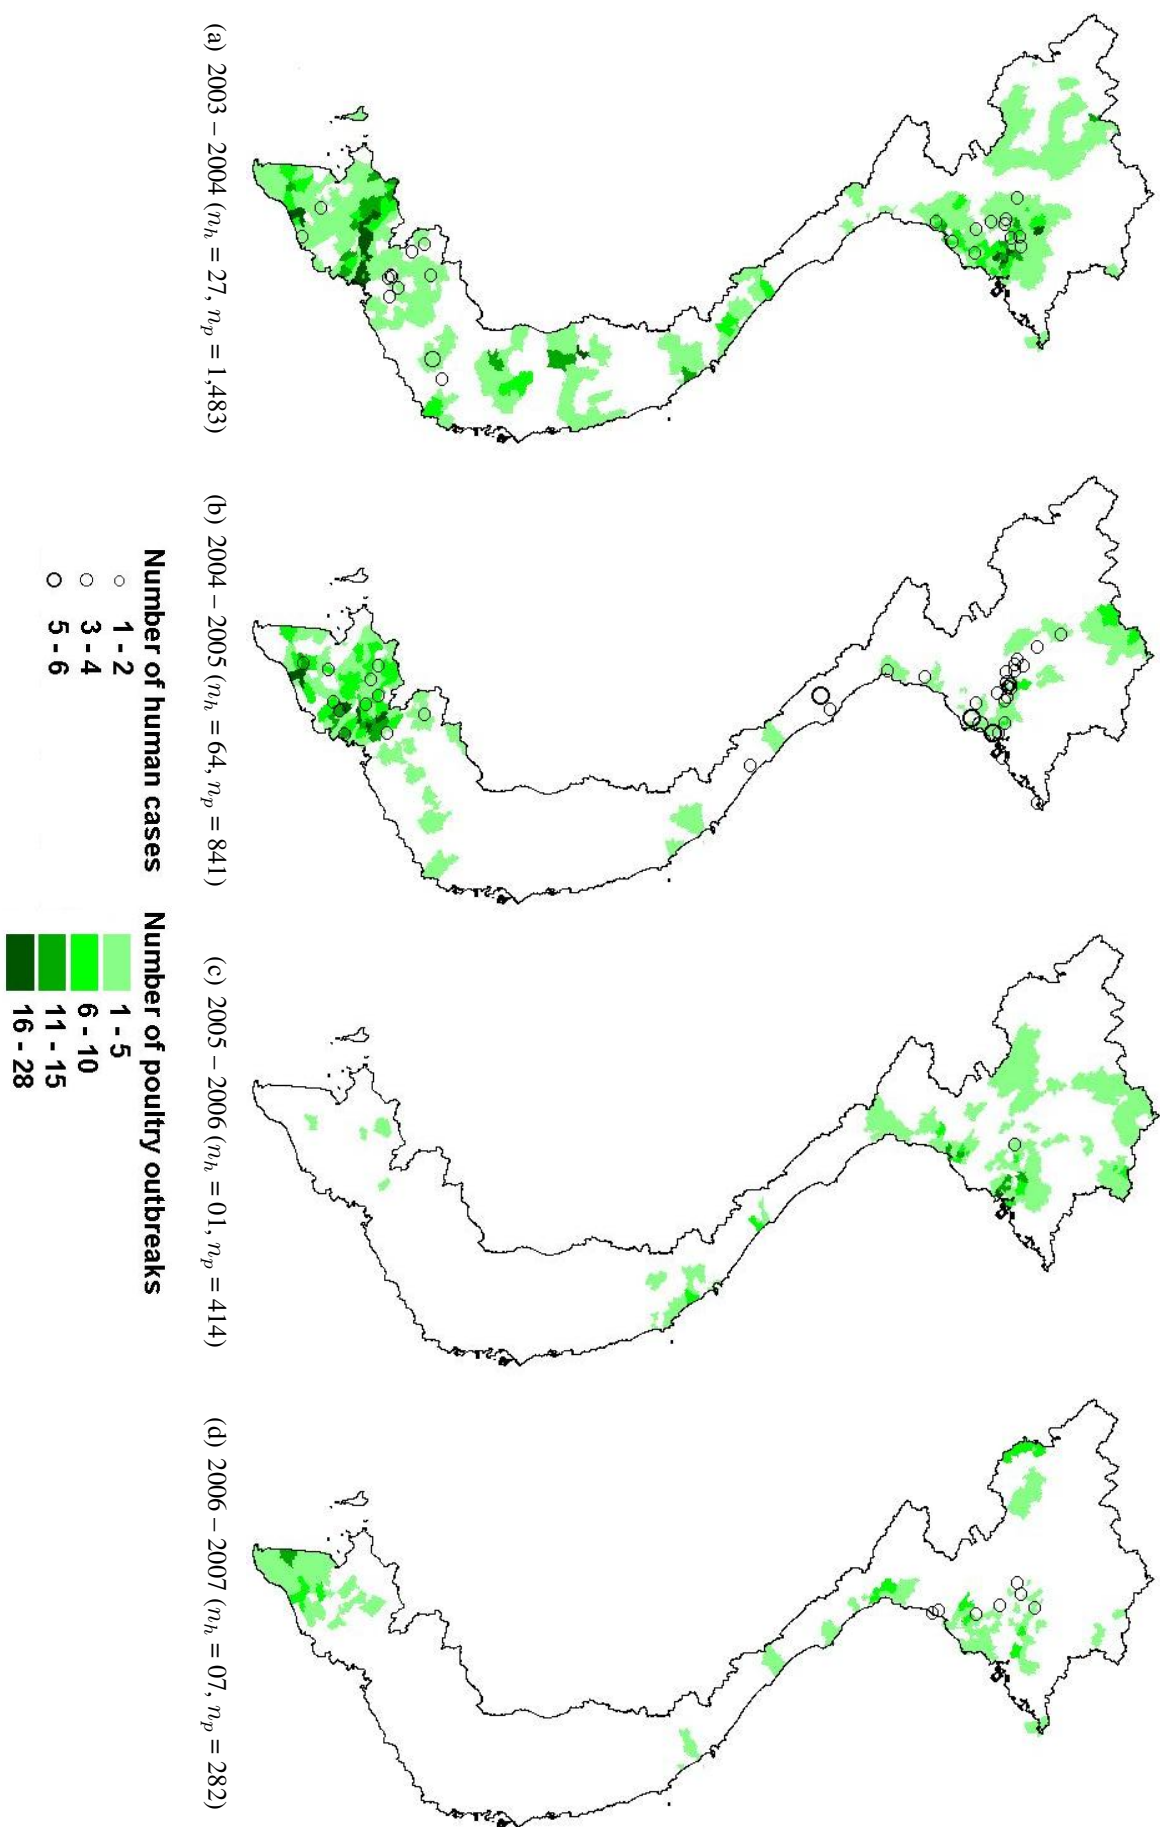 (a) 2003 – 2004 (n_h = 27, n_p = 1,483)
(b) 2004 – 2005 (n_h = 64, n_p = 841)
(c) 2005 – 2006 (n_h = 01, n_p = 414)
(d) 2006 – 2007 (n_h = 07, n_p = 282)
Number of human cases
1 - 2
3 - 4
5 - 6
Number of poultry outbreaks
1 - 5
6 - 10
11 - 15
16 - 28